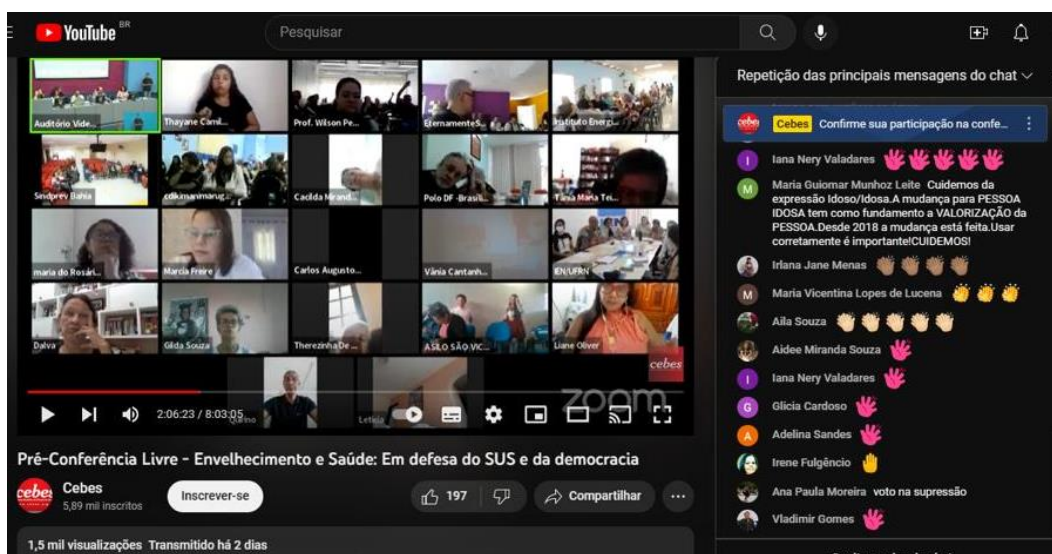 YouTube BR
Pesquisar
Auditório Vide...
Thayane Camil...
Prof. Wilson Pe...
EternamenteS...
Instituto Energi...
Sindprev Bahia
cdikmanimarug...
Cacilda Mirand...
Polo DF -Brasil...
Tânia Maria Tei...
maria do Rosári...
Marcia Freire
Carlos Augusto...
Vânia Cantanh...
EN/UFRN
Dalva
Gilda Souza
Therezinha De ...
ASILO SÃO VIC...
Liane Oliver
cebes
Quirino
Leticia
zoom
2:06:23 / 8:03:05
Pré-Conferência Livre - Envelhecimento e Saúde: Em defesa do SUS e da democracia
cebes
Cebes
5,89 mil inscritos
Inscrever-se
197
Compartilhar
1,5 mil visualizações Transmitido há 2 dias
Repetição das principais mensagens do chat
cebes
Cebes Confirme sua participação na confe...
I
Iana Nery Valadares
M
Maria Guiomar Munhoz Leite Cuidemos da
expressão Idoso/Idosa.A mudança para PESSOA
IDOSA tem como fundamento a VALORIZAÇÃO da
PESSOA.Desde 2018 a mudança está feita.Usar
corretamente é importante!CUIDEMOS!
Irlana Jane Menas
M
Maria Vicentina Lopes de Lucena
Aila Souza
Aidee Miranda Souza
I
Iana Nery Valadares
G
Glicia Cardoso
A
Adelina Sandes
Irene Fulgêncio
Ana Paula Moreira voto na supressão
Vladimir Gomes